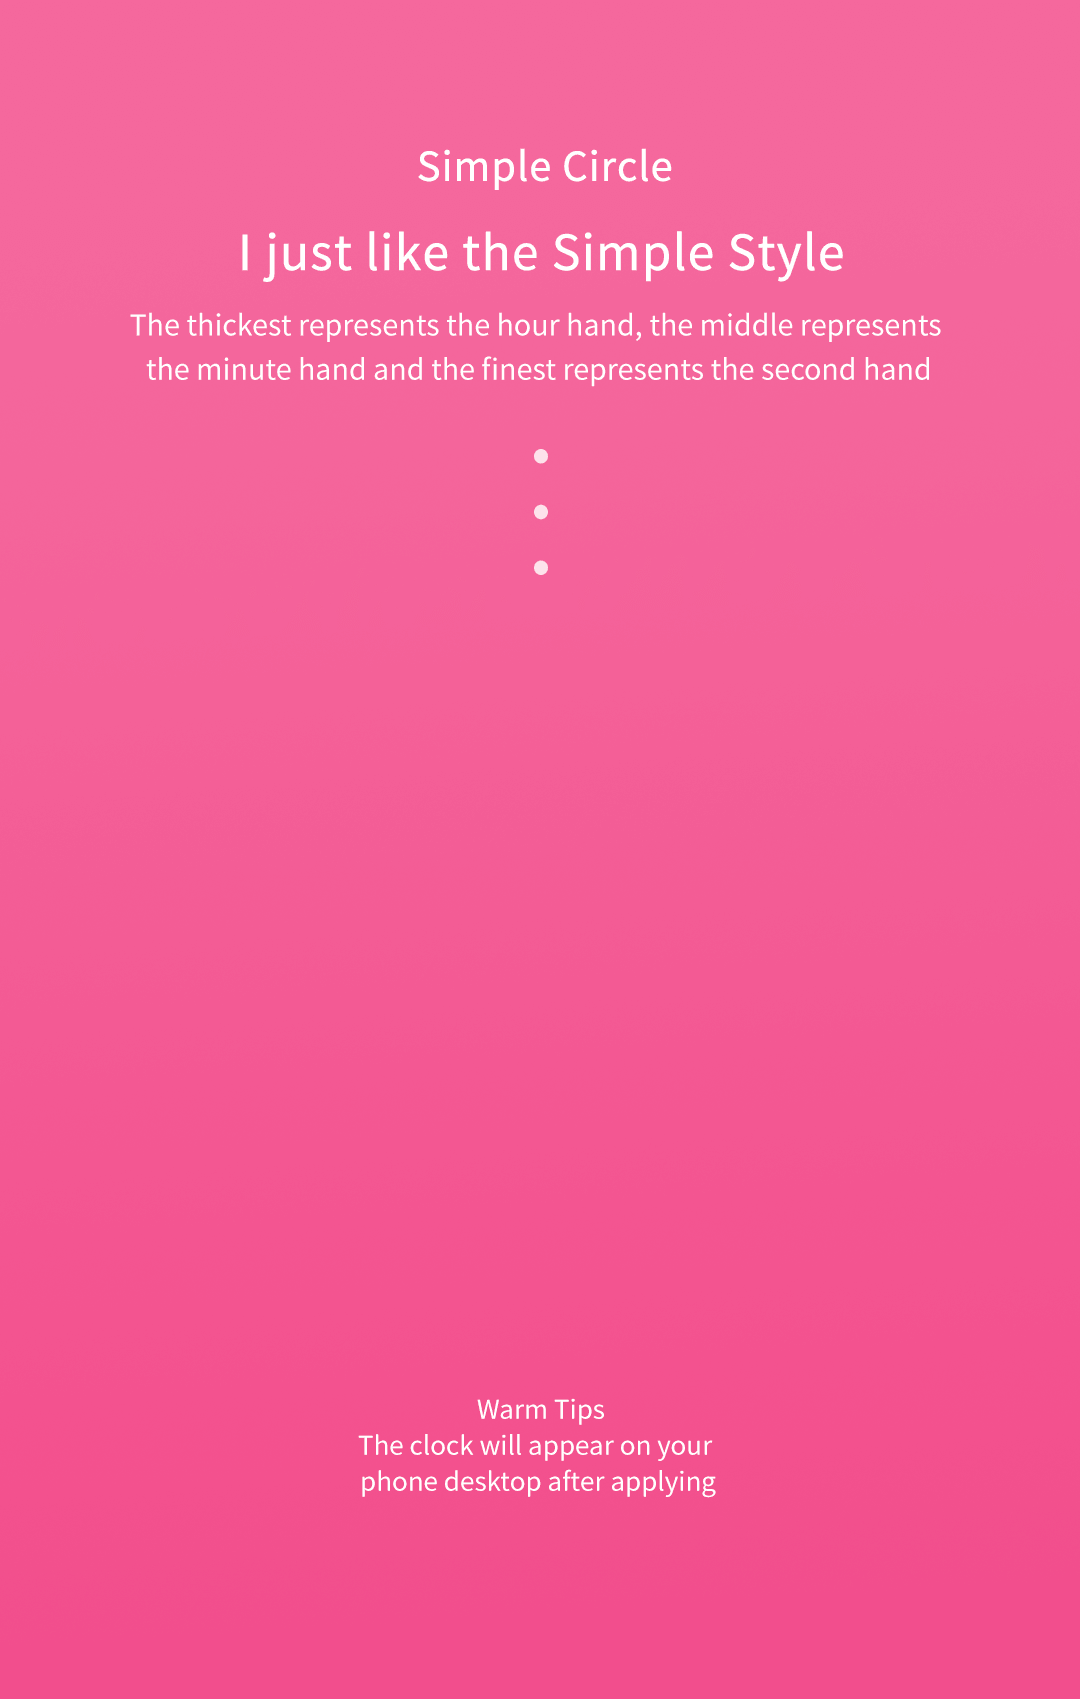 Simple Circle
I just like the Simple Style
The thickest represents the hour hand, the middle represents
the minute hand and the finest represents the second hand
Warm Tips
The clock will appear on your
phone desktop after applying